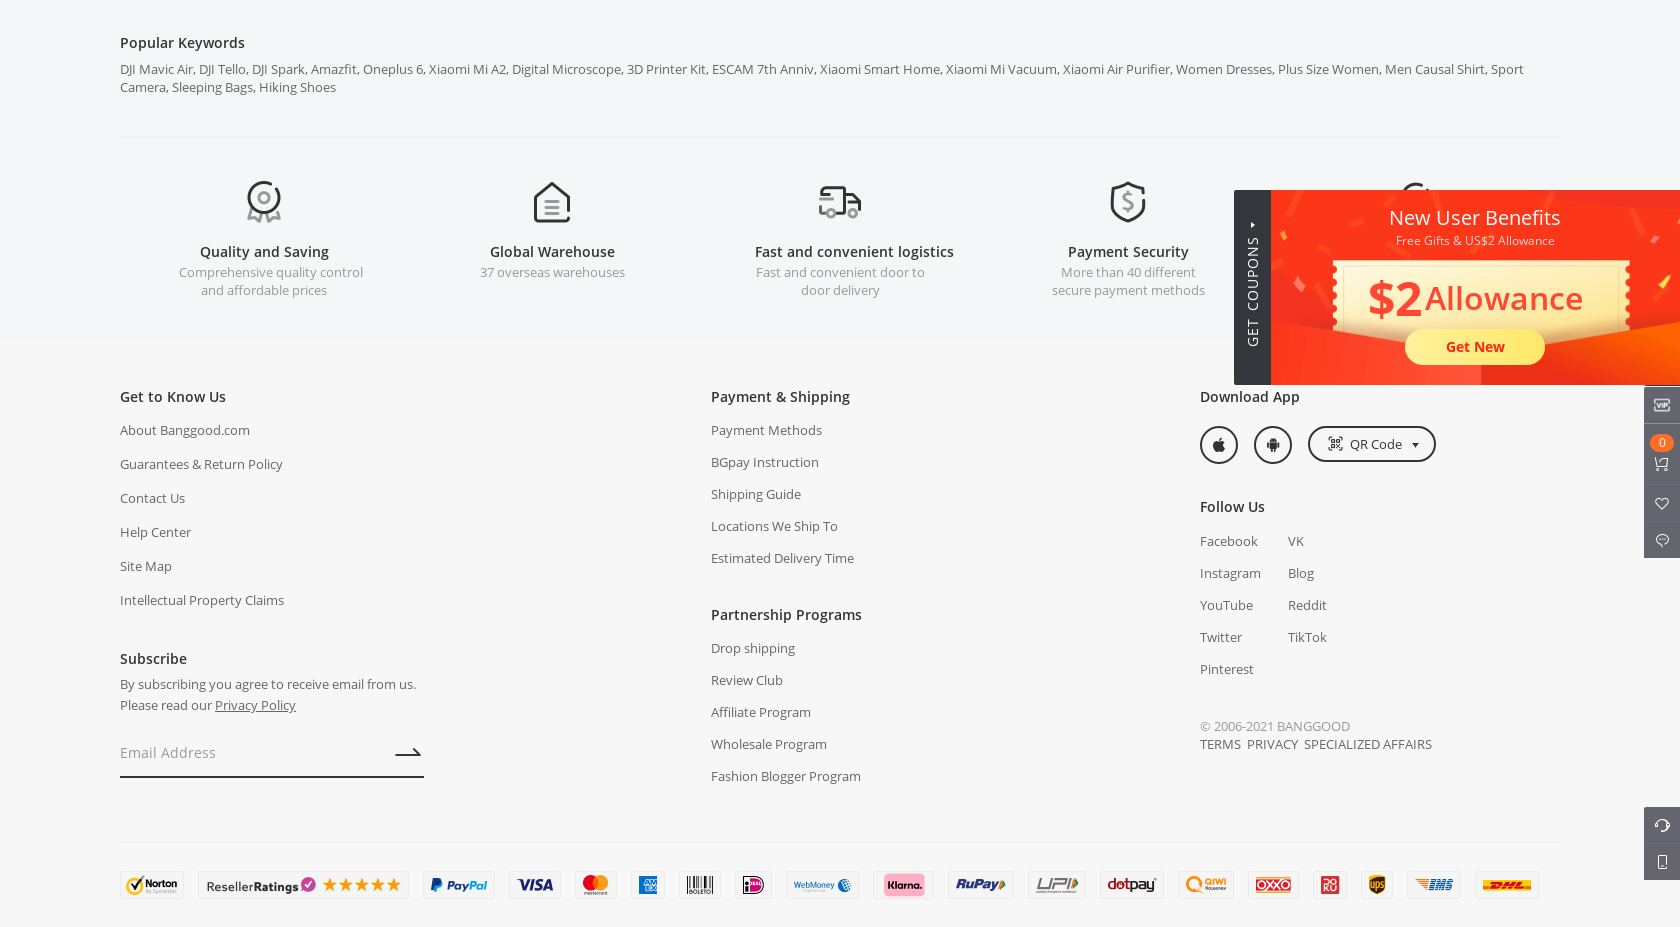 Popular Keywords
DJI Mavic Air, DJI Tello, DJI Spark, Amazfit, Oneplus 6, Xiaomi Mi A2, Digital Microscope, 3D Printer Kit, ESCAM 7th Anniv, Xiaomi Smart Home, Xiaomi Mi Vacuum, Xiaomi Air Purifier, Women Dresses, Plus Size Women, Men Causal Shirt, Sport
Camera, Sleeping Bags, Hiking Shoes
Quality and Saving
Comprehensive quality control
and affordable prices
Global Warehouse
37 overseas warehouses
Fast and convenient logistics
Fast and convenient door to
door delivery
Payment Security
More than 40 different
secure payment methods
GET COUPONS
New User Benefits
Free Gifts & US$2 Allowance
$2 Allowance
Get New
VIP
0
Get to Know Us
About Banggood.com
Guarantees & Return Policy
Contact Us
Help Center
Site Map
Intellectual Property Claims
Subscribe
By subscribing you agree to receive email from us.
Please read our Privacy Policy
Email Address
Payment & Shipping
Payment Methods
BGpay Instruction
Shipping Guide
Locations We Ship To
Estimated Delivery Time
Partnership Programs
Drop shipping
Review Club
Affiliate Program
Wholesale Program
Fashion Blogger Program
Download App
QR Code
Follow Us
Facebook VK
Instagram Blog
YouTube Reddit
Twitter TikTok
Pinterest
© 2006-2021 BANGGOOD
TERMS PRIVACY SPECIALIZED AFFAIRS
Norton by Symantec ResellerRatings PayPal VISA mastercard AMEX BOLETO iDEAL WebMoney Klarna. RuPay UPI dotpay QIWI OXXO ups EMS DHL